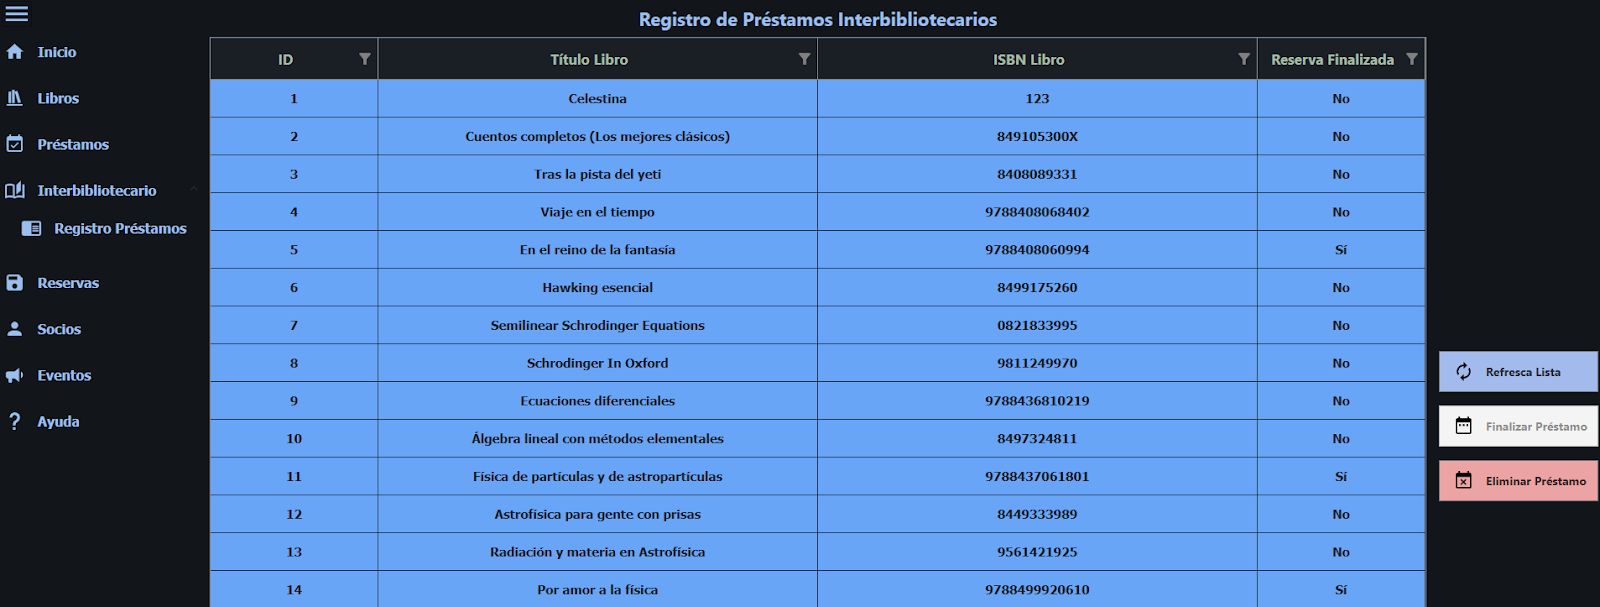 Registro de Préstamos Interbibliotecarios
Inicio
Libros
Préstamos
Interbibliotecario
Registro Préstamos
Reservas
Socios
Eventos
Ayuda
ID Título Libro ISBN Libro Reserva Finalizada
1 Celestina 123 No
2 Cuentos completos (Los mejores clásicos) 849105300X No
3 Tras la pista del yeti 8408089331 No
4 Viaje en el tiempo 9788408068402 No
5 En el reino de la fantasía 9788408060994 Sí
6 Hawking esencial 8499175260 No
7 Semilinear Schrodinger Equations 0821833995 No
8 Schrodinger In Oxford 9811249970 No
9 Ecuaciones diferenciales 9788436810219 No
10 Álgebra lineal con métodos elementales 8497324811 No
11 Física de partículas y de astropartículas 9788437061801 Sí
12 Astrofísica para gente con prisas 8449333989 No
13 Radiación y materia en Astrofísica 9561421925 No
14 Por amor a la física 9788499920610 Sí
Refresca Lista
Finalizar Préstamo
Eliminar Préstamo